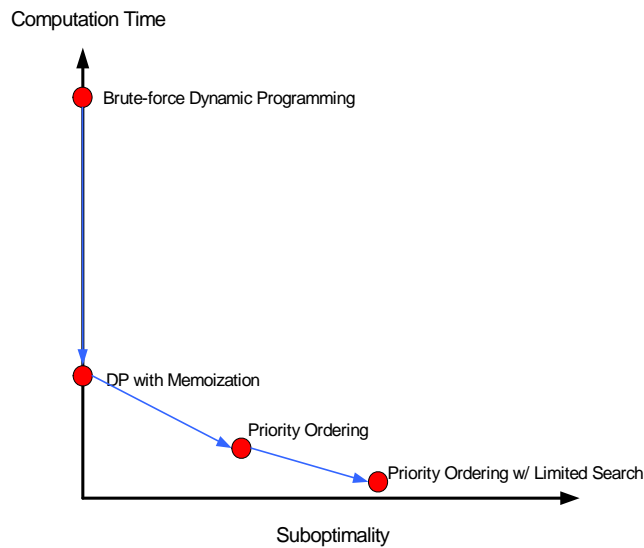 Computation Time
Brute-force Dynamic Programming
DP with Memoization
Priority Ordering
Priority Ordering w/ Limited Search
Suboptimality